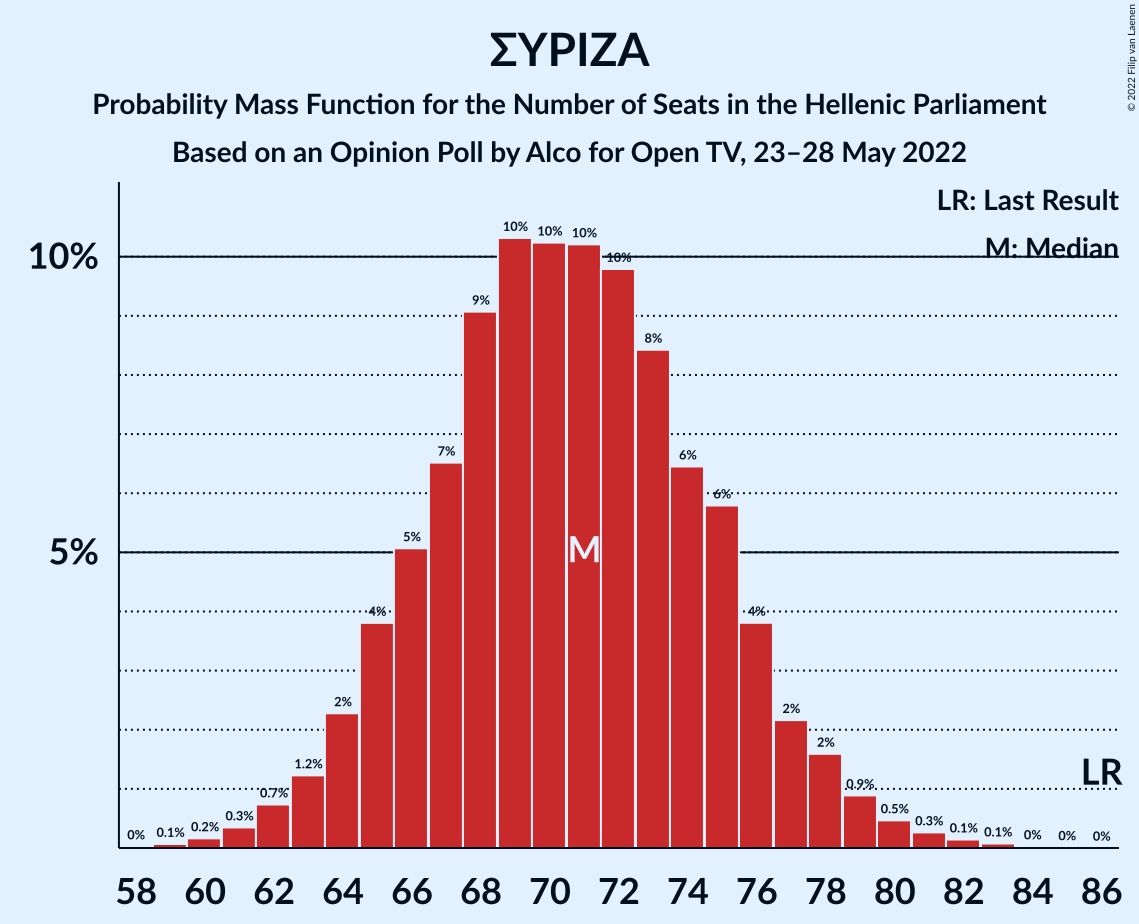 ΣΥΡΙΖΑ
Probability Mass Function for the Number of Seats in the Hellenic Parliament
Based on an Opinion Poll by Alco for Open TV, 23–28 May 2022
© 2022 Filip van Laenen
LR: Last Result
M: Median
10%
5%
0% 0.1% 0.2% 0.3% 0.7% 1.2% 2% 4% 5% 7% 9% 10% 10% 10% 10% 8% 6% 6% 4% 2% 2% 0.9% 0.5% 0.3% 0.1% 0.1% 0% 0% 0%
M
LR
58 60 62 64 66 68 70 72 74 76 78 80 82 84 86